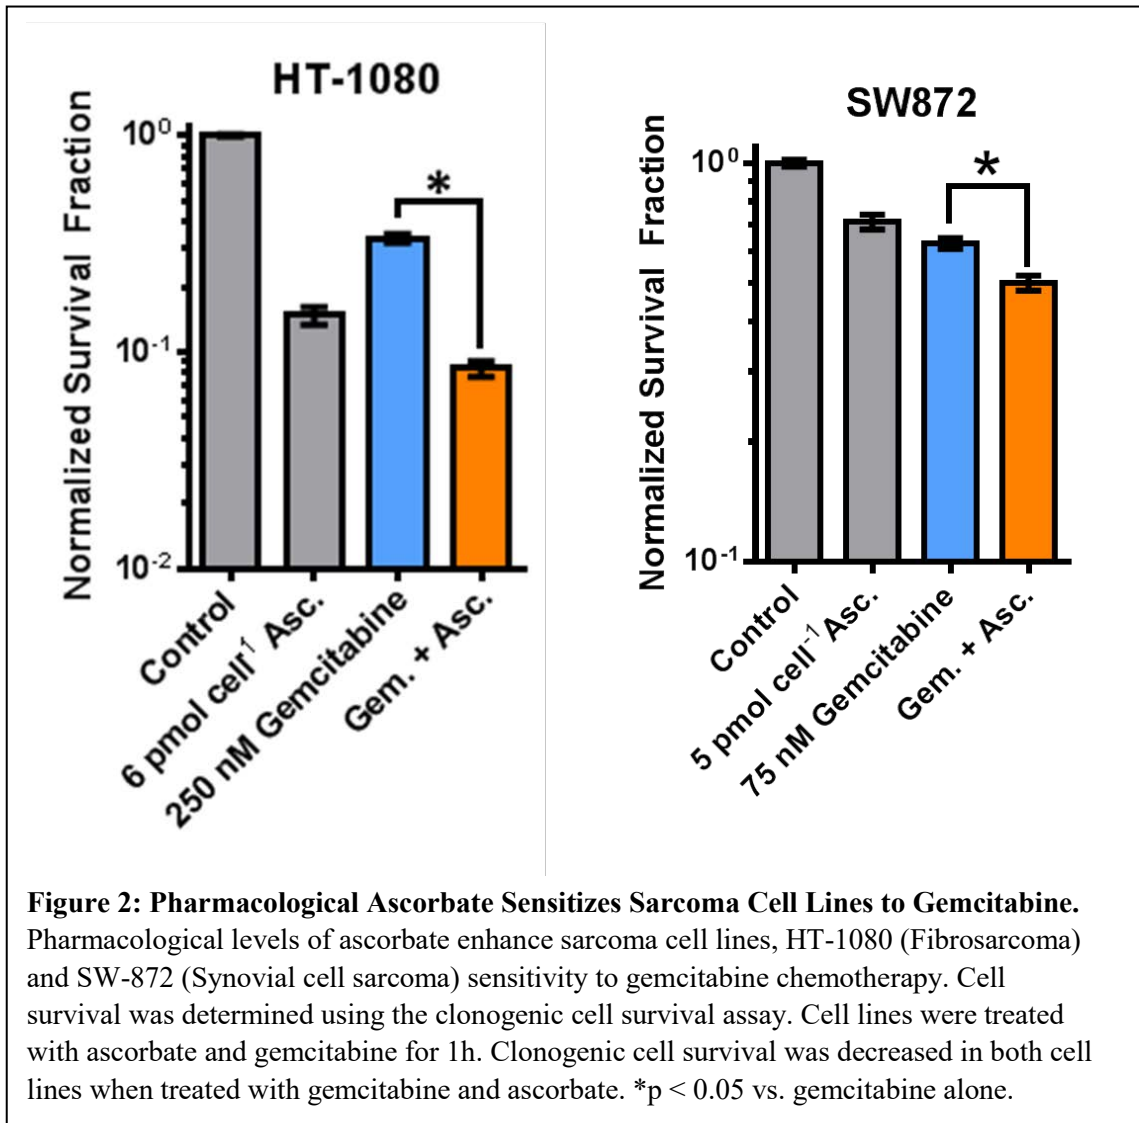 HT-1080
Normalized Survival Fraction
10⁰
10⁻¹
10⁻²
*
Control
6 pmol cell⁻¹ Asc.
250 nM Gemcitabine
Gem. + Asc.
SW872
Normalized Survival Fraction
10⁰
10⁻¹
*
Control
5 pmol cell⁻¹ Asc.
75 nM Gemcitabine
Gem. + Asc.
Figure 2: Pharmacological Ascorbate Sensitizes Sarcoma Cell Lines to Gemcitabine.
Pharmacological levels of ascorbate enhance sarcoma cell lines, HT-1080 (Fibrosarcoma)
and SW-872 (Synovial cell sarcoma) sensitivity to gemcitabine chemotherapy. Cell
survival was determined using the clonogenic cell survival assay. Cell lines were treated
with ascorbate and gemcitabine for 1h. Clonogenic cell survival was decreased in both cell
lines when treated with gemcitabine and ascorbate. *p < 0.05 vs. gemcitabine alone.